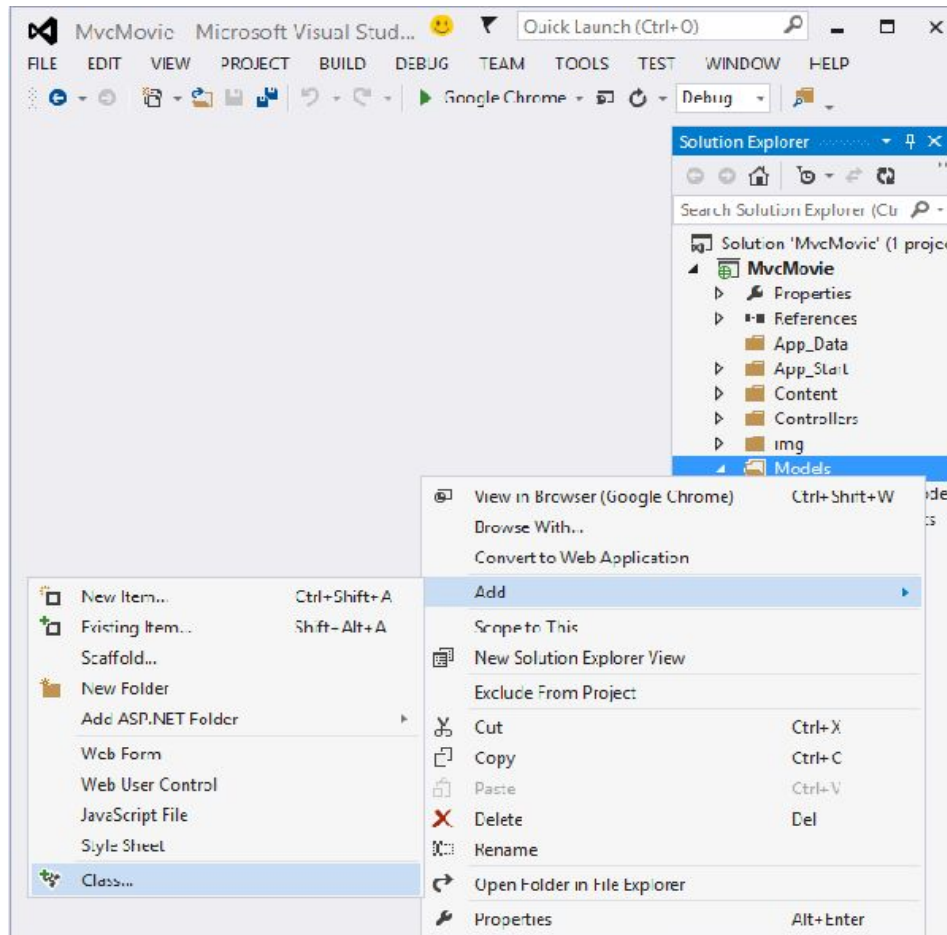 MvcMovie Microsoft Visual Stud... Quick Launch (Ctrl+Q)
FILE EDIT VIEW PROJECT BUILD DEBUG TEAM TOOLS TEST WINDOW HELP
Google Chrome Debug
Solution Explorer
Search Solution Explorer (Ctr
Solution 'MvcMovie' (1 projec
MvcMovie
Properties
References
App_Data
App_Start
Content
Controllers
img
Models
View in Browser (Google Chrome) Ctrl+Shift+W
Browse With...
Convert to Web Application
Add
Scope to This
New Solution Explorer View
Exclude From Project
Cut Ctrl+X
Copy Ctrl+C
Paste Ctrl+V
Delete Del
Rename
Open Folder in File Explorer
Properties Alt+Enter
New Item... Ctrl+Shift+A
Existing Item... Shift+Alt+A
Scaffold...
New Folder
Add ASP.NET Folder
Web Form
Web User Control
JavaScript File
Style Sheet
Class...